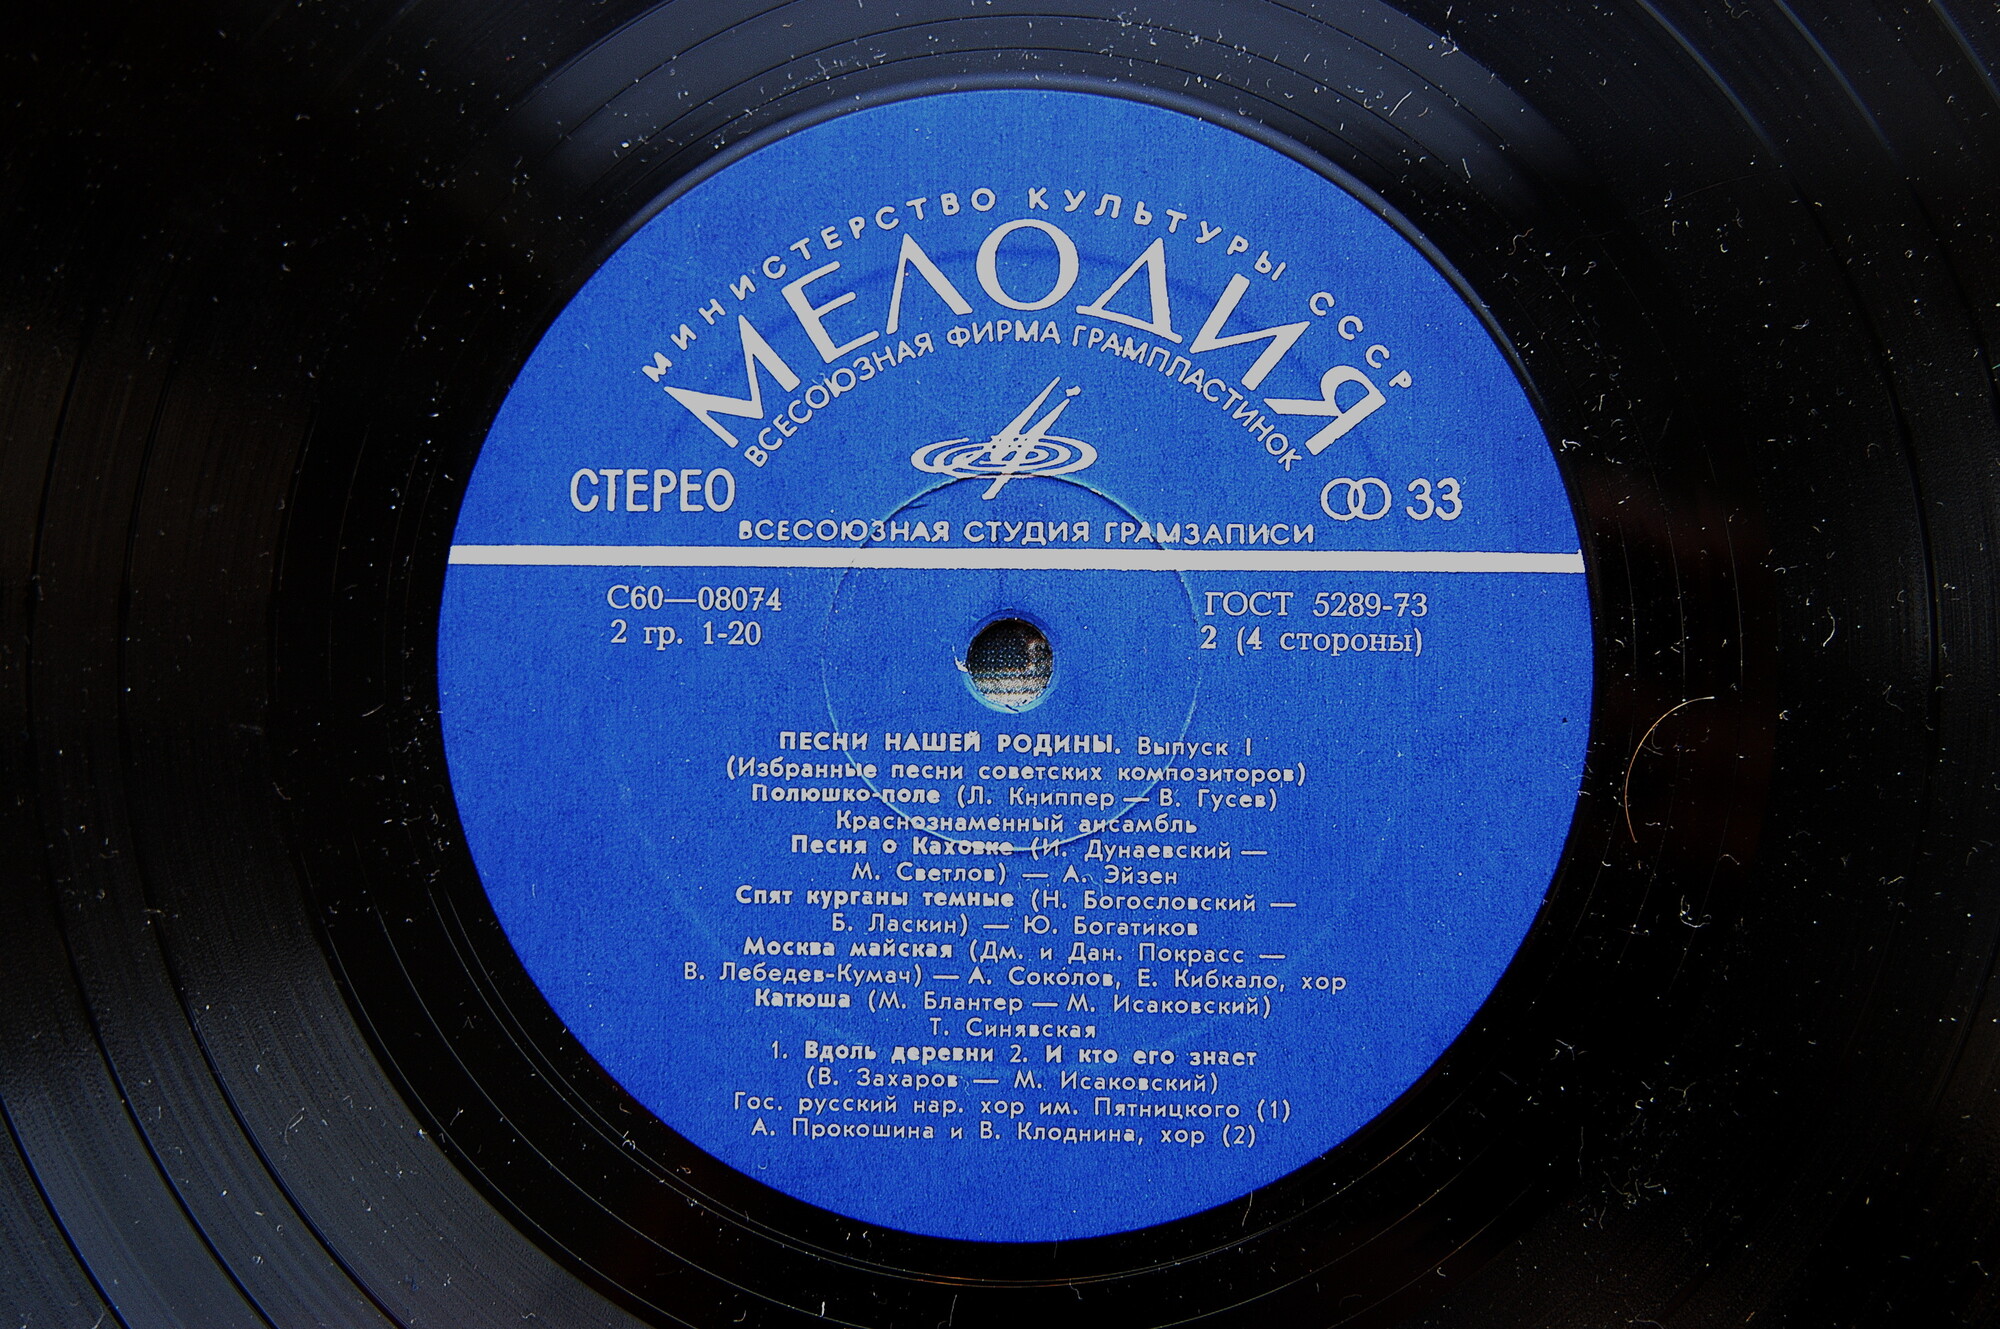 МИНИСТЕРСТВО КУЛЬТУРЫ СССР
МЕЛОДИЯ
ВСЕСОЮЗНАЯ ФИРМА ГРАМПЛАСТИНОК
СТЕРЕО
33
ВСЕСОЮЗНАЯ СТУДИЯ ГРАМЗАПИСИ
С60—08074
ГОСТ 5289-73
2 гр. 1-20
2 (4 стороны)
ПЕСНИ НАШЕЙ РОДИНЫ. Выпуск I
(Избранные песни советских композиторов)
Полюшко-поле (Л. Книппер — В. Гусев)
Краснознаменный ансамбль
Песня о Каховке (И. Дунаевский —
М. Светлов) — А. Эйзен
Спят курганы темные (Н. Богословский —
Б. Ласкин) — Ю. Богатиков
Москва майская (Дм. и Дан. Покрасс —
В. Лебедев-Кумач) — А. Соколов, Е. Кибкало, хор
Катюша (М. Блантер — М. Исаковский)
Т. Синявская
1. Вдоль деревни 2. И кто его знает
(В. Захаров — М. Исаковский)
Гос. русский нар. хор им. Пятницкого (1)
А. Прокошина и В. Клоднина, хор (2)